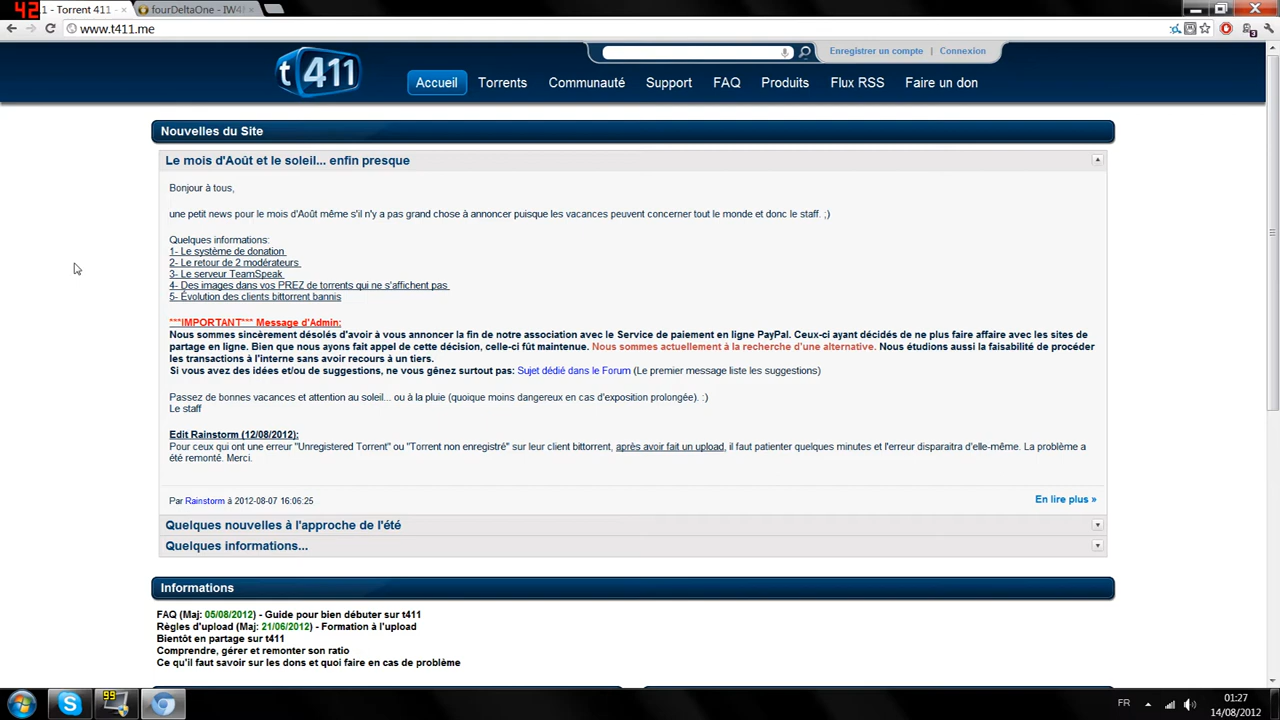 42
1 - Torrent 411 -
fourDeltaOne - IW4M
www.t411.me
Enregistrer un compte | Connexion
t411
Accueil Torrents Communauté Support FAQ Produits Flux RSS Faire un don
Nouvelles du Site
Le mois d'Août et le soleil... enfin presque
Bonjour à tous,
une petit news pour le mois d'Août même s'il n'y a pas grand chose à announcer puisque les vacances peuvent concerner tout le monde et donc le staff. ;)
Quelques informations:
1- Le système de donation
2- Le retour de 2 modérateurs
3- Le serveur TeamSpeak
4- Des images dans vos PREZ de torrents qui ne s'affichent pas
5- Évolution des clients bittorrent bannis
***IMPORTANT*** Message d'Admin:
Nous sommes sincèrement désolés d'avoir à vous annoncer la fin de notre association avec le Service de paiement en ligne PayPal. Ceux-ci ayant décidés de ne plus faire affaire avec les sites de
partage en ligne. Bien que nous ayons fait appel de cette décision, celle-ci fût maintenue. Nous sommes actuellement à la recherche d'une alternative. Nous étudions aussi la faisabilité de procéder
les transactions à l'interne sans avoir recours à un tiers.
Si vous avez des idées et/ou de suggestions, ne vous gênez surtout pas: Sujet dédié dans le Forum (Le premier message liste les suggestions)
Passez de bonnes vacances et attention au soleil... ou à la pluie (quoique moins dangereux en cas d'exposition prolongée). :)
Le staff
Edit Rainstorm (12/08/2012):
Pour ceux qui ont une erreur "Unregistered Torrent" ou "Torrent non enregistré" sur leur client bittorrent, après avoir fait un upload, il faut patienter quelques minutes et l'erreur disparaitra d'elle-même. La problème a
été remonté. Merci.
Par Rainstorm à 2012-08-07 16:06:25
En lire plus »
Quelques nouvelles à l'approche de l'été
Quelques informations...
Informations
FAQ (Maj: 05/08/2012) - Guide pour bien débuter sur t411
Règles d'upload (Maj: 21/06/2012) - Formation à l'upload
Bientôt en partage sur t411
Comprendre, gérer et remonter son ratio
Ce qu'il faut savoir sur les dons et quoi faire en cas de problème
99
FR
01:27
14/08/2012